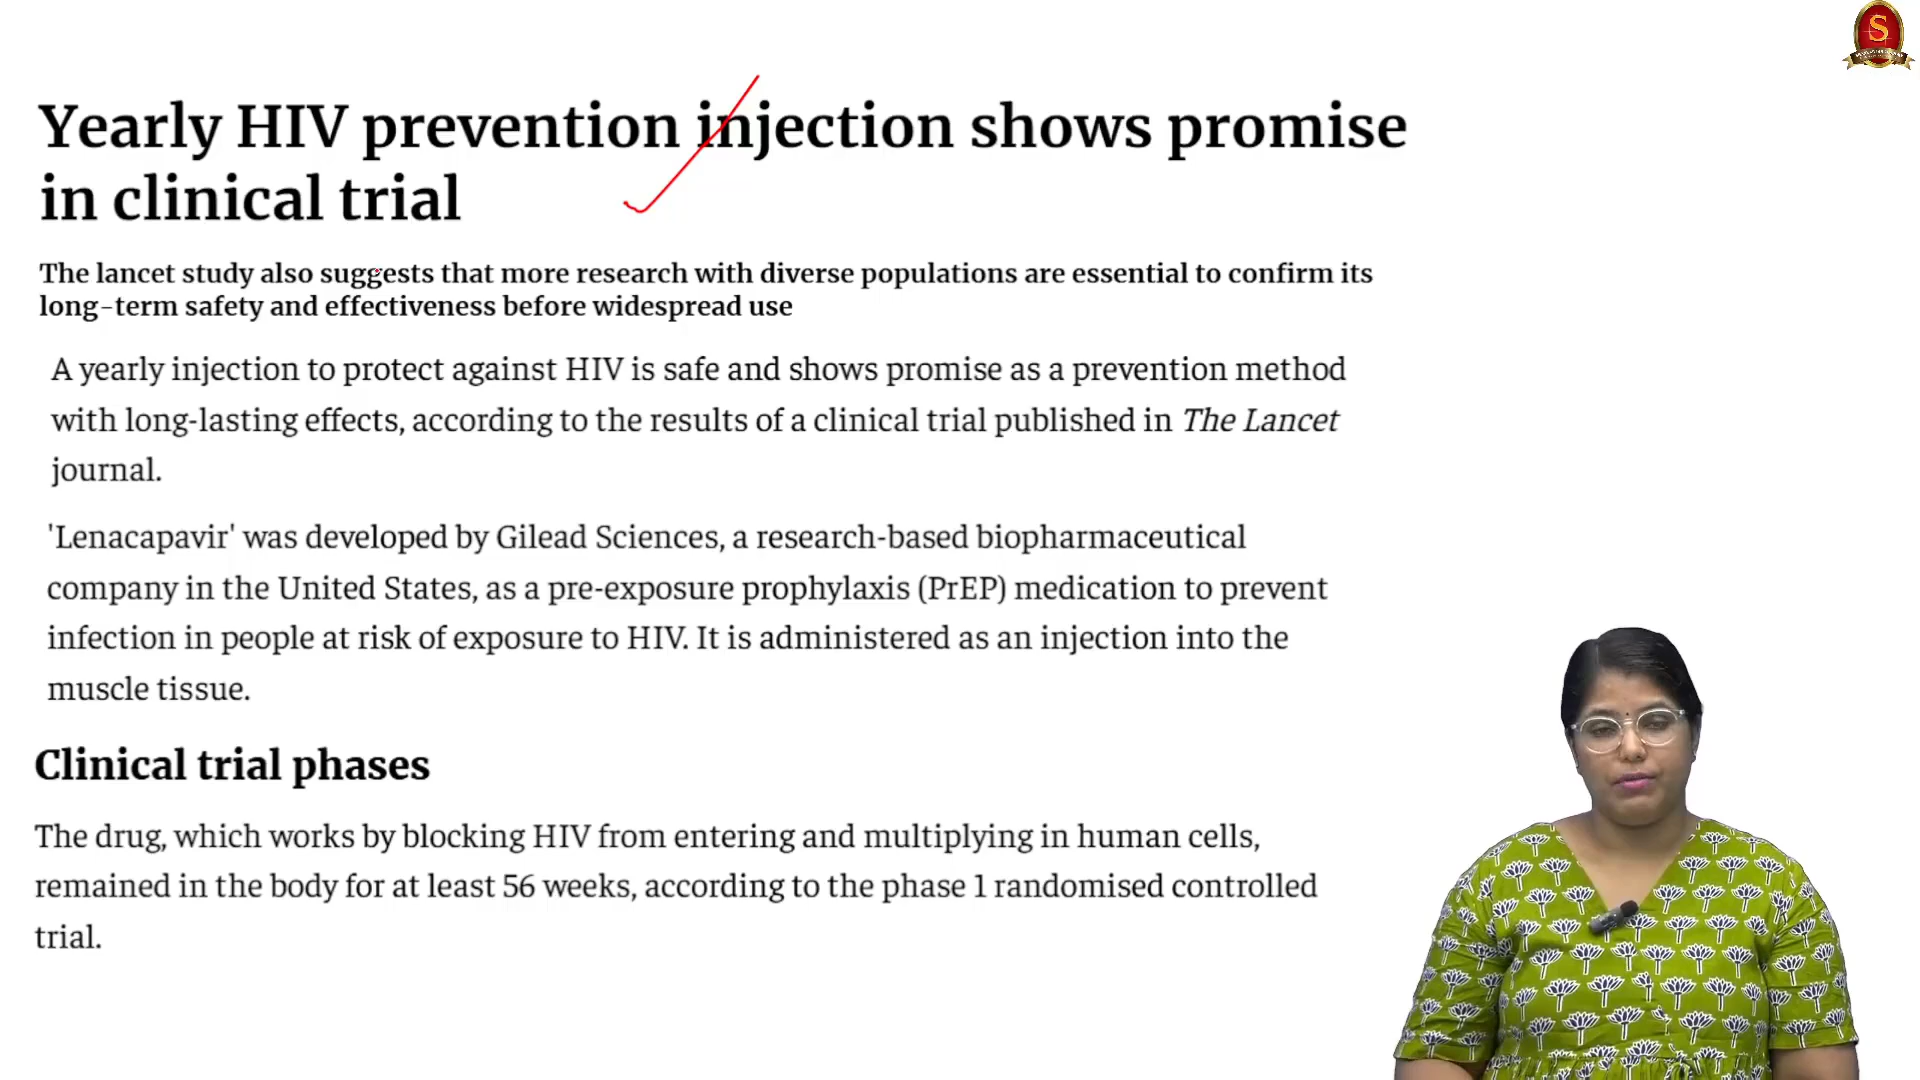 S
Yearly HIV prevention injection shows promise
in clinical trial
The lancet study also suggests that more research with diverse populations are essential to confirm its
long-term safety and effectiveness before widespread use
A yearly injection to protect against HIV is safe and shows promise as a prevention method
with long-lasting effects, according to the results of a clinical trial published in The Lancet
journal.
'Lenacapavir' was developed by Gilead Sciences, a research-based biopharmaceutical
company in the United States, as a pre-exposure prophylaxis (PrEP) medication to prevent
infection in people at risk of exposure to HIV. It is administered as an injection into the
muscle tissue.
Clinical trial phases
The drug, which works by blocking HIV from entering and multiplying in human cells,
remained in the body for at least 56 weeks, according to the phase 1 randomised controlled
trial.